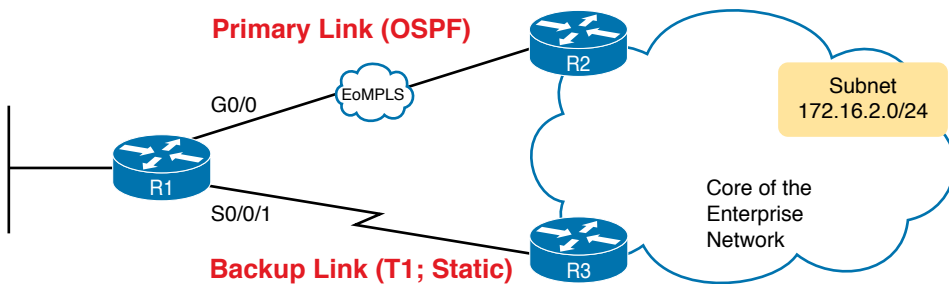 Primary Link (OSPF)
R2
EoMPLS
Subnet
172.16.2.0/24
G0/0
R1
S0/0/1
Core of the
Enterprise
Network
Backup Link (T1; Static)
R3